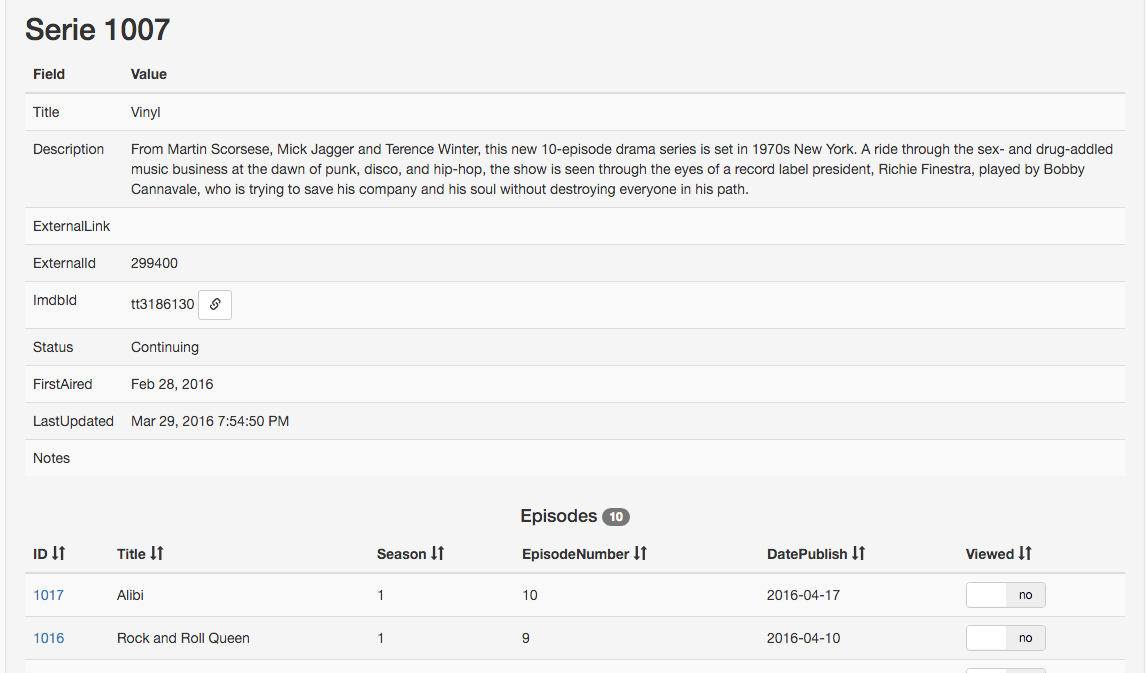 Serie 1007
Field Value
Title Vinyl
Description From Martin Scorsese, Mick Jagger and Terence Winter, this new 10-episode drama series is set in 1970s New York. A ride through the sex- and drug-addled
music business at the dawn of punk, disco, and hip-hop, the show is seen through the eyes of a record label president, Richie Finestra, played by Bobby
Cannavale, who is trying to save his company and his soul without destroying everyone in his path.
ExternalLink
ExternalId 299400
ImdbId tt3186130
Status Continuing
FirstAired Feb 28, 2016
LastUpdated Mar 29, 2016 7:54:50 PM
Notes
Episodes 10
ID Title Season EpisodeNumber DatePublish Viewed
1017 Alibi 1 10 2016-04-17 no
1016 Rock and Roll Queen 1 9 2016-04-10 no